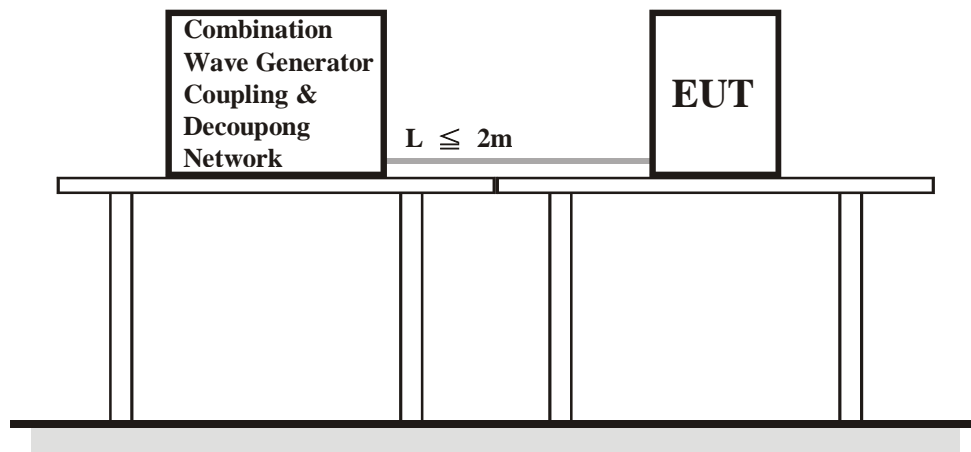 Combination
Wave Generator
Coupling &
Decoupong
Network
L ≦ 2m
EUT